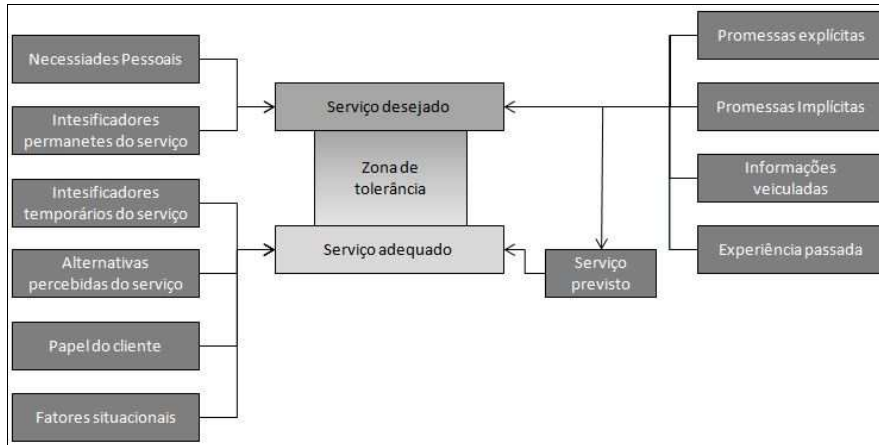 Necessiades Pessoais
Intesificadores
permanetes do serviço
Intesificadores
temporários do serviço
Alternativas
percebidas do serviço
Papel do cliente
Fatores situacionais
Serviço desejado
Zona de
tolerância
Serviço adequado
Serviço
previsto
Promessas explícitas
Promessas Implícitas
Informações
veiculadas
Experiência passada